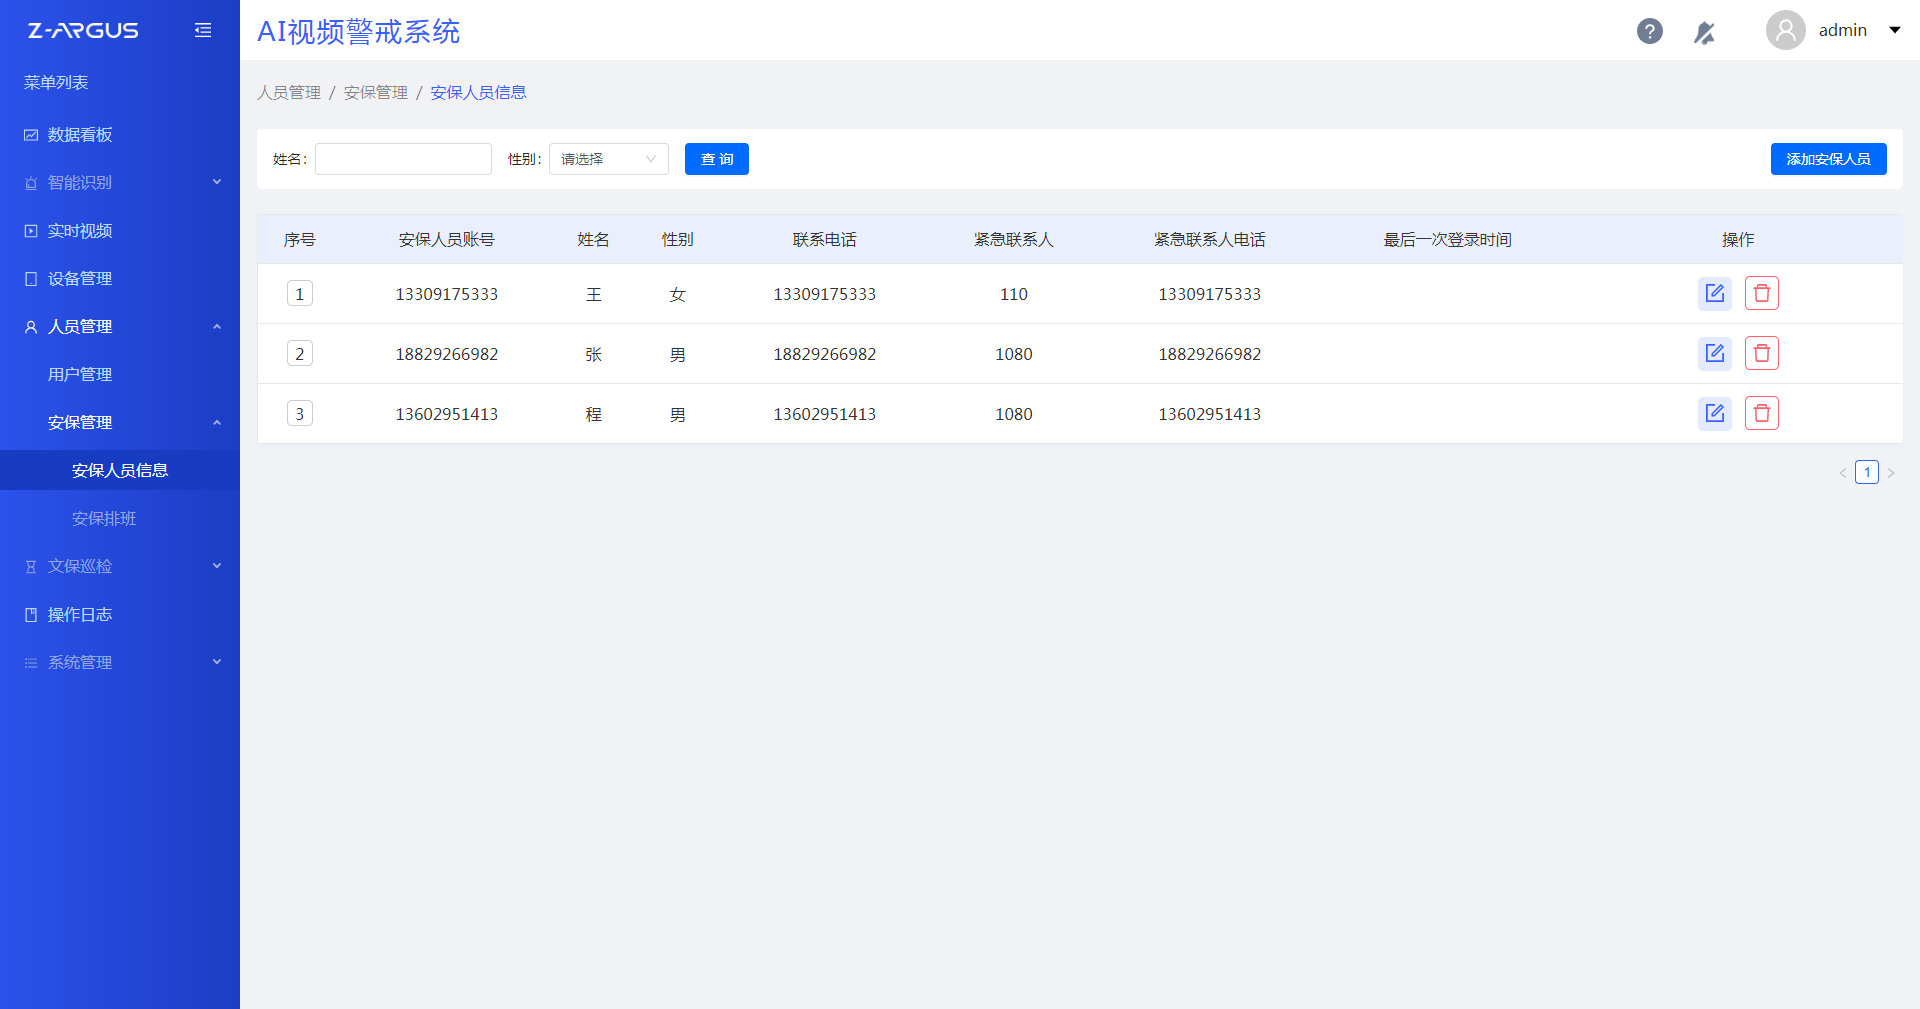 Z-ARGUS
AI视频警戒系统
? admin
菜单列表
数据看板
智能识别
实时视频
设备管理
人员管理
用户管理
安保管理
安保人员信息
安保排班
文保巡检
操作日志
系统管理
人员管理 / 安保管理 / 安保人员信息
姓名: 性别: 请选择 查 询 添加安保人员
序号 安保人员账号 姓名 性别 联系电话 紧急联系人 紧急联系人电话 最后一次登录时间 操作
1 13309175333 王 女 13309175333 110 13309175333
2 18829266982 张 男 18829266982 1080 18829266982
3 13602951413 程 男 13602951413 1080 13602951413
< 1 >